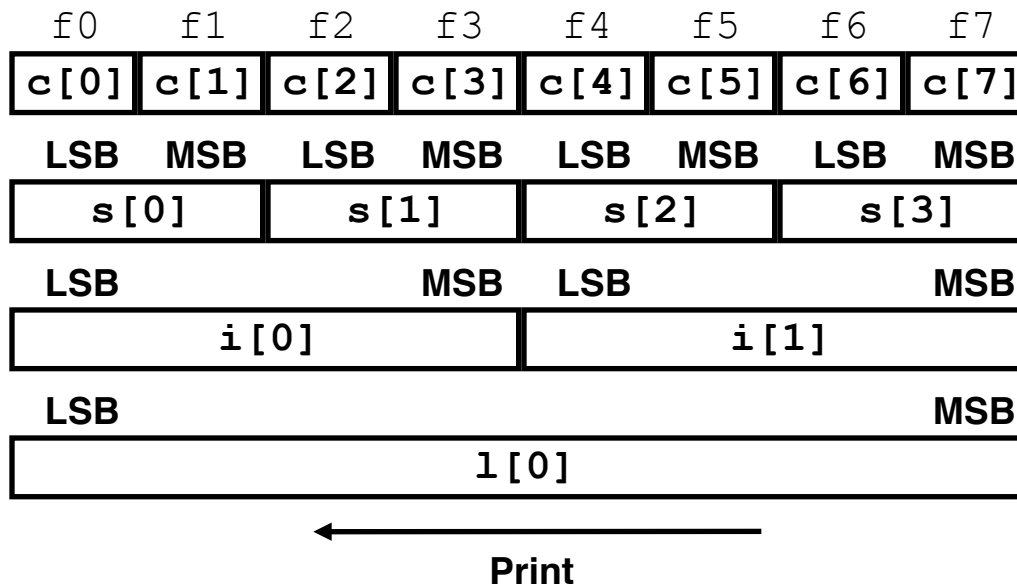 f0 f1 f2 f3 f4 f5 f6 f7
c[0] c[1] c[2] c[3] c[4] c[5] c[6] c[7]
LSB MSB LSB MSB LSB MSB LSB MSB
s[0] s[1] s[2] s[3]
LSB MSB LSB MSB
i[0] i[1]
LSB MSB
l[0]
Print